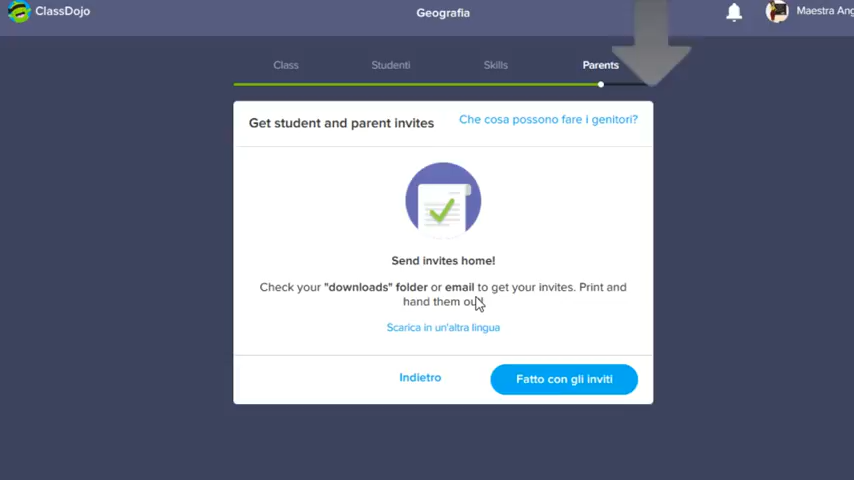 ClassDojo
Geografia
Maestra Ang
Class
Studenti
Skills
Parents
Get student and parent invites
Che cosa possono fare i genitori?
Send invites home!
Check your "downloads" folder or email to get your invites. Print and
hand them out!
Scarica in un'altra lingua
Indietro
Fatto con gli inviti